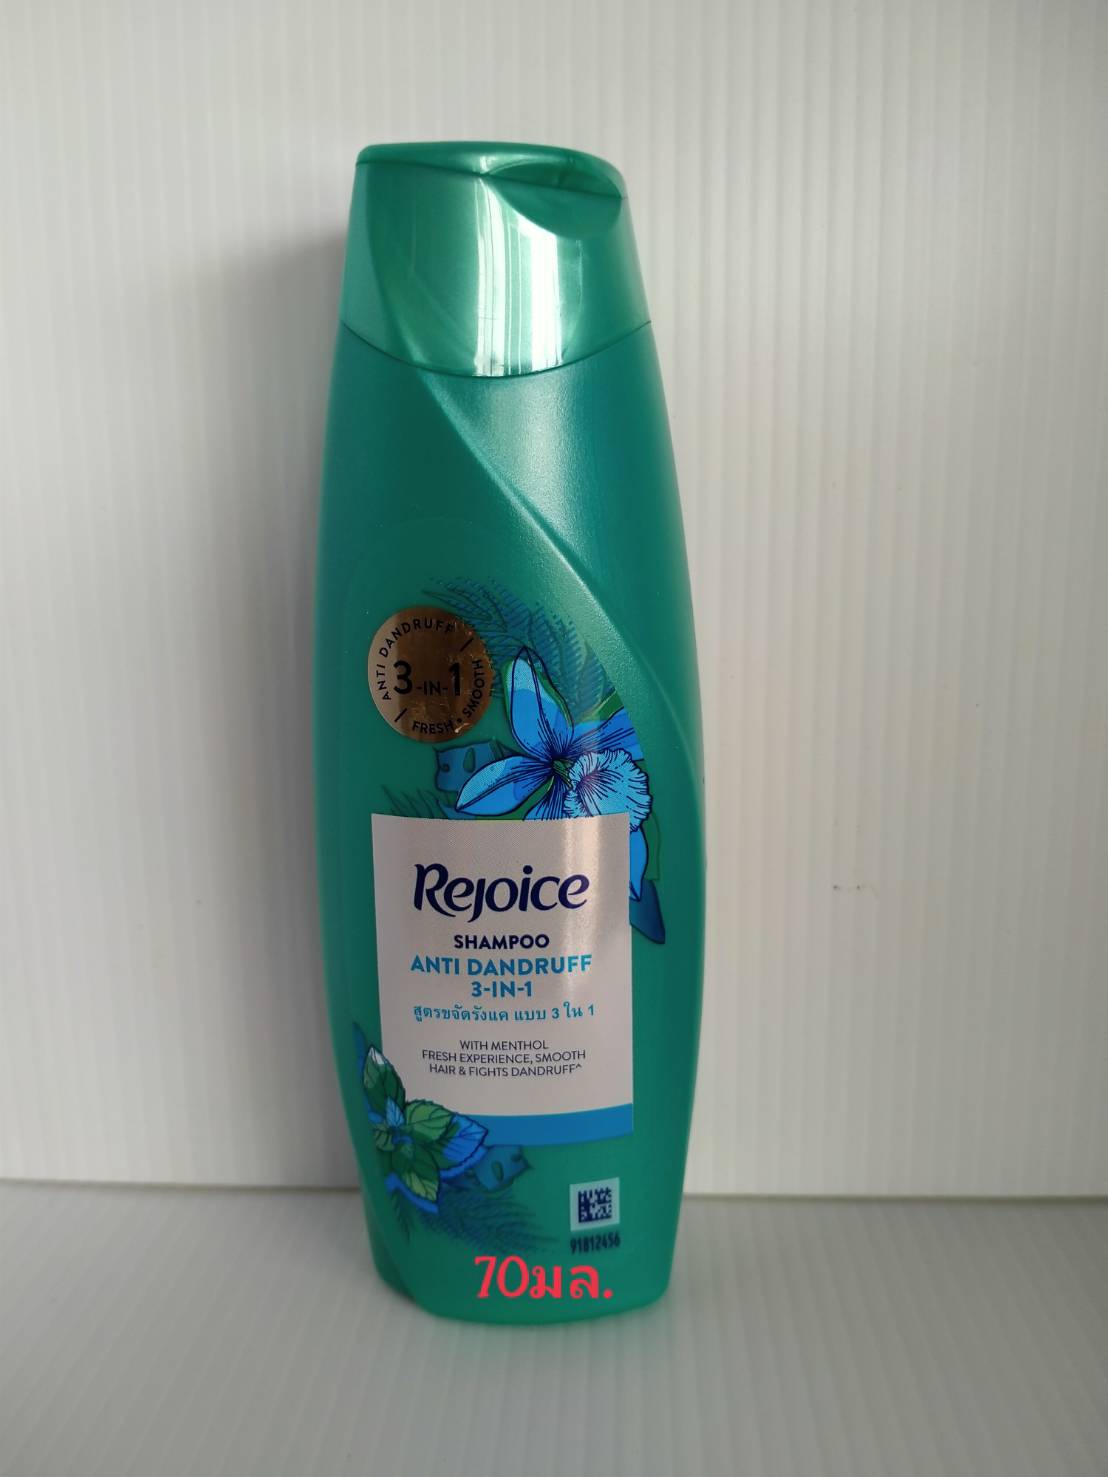 ANTI DANDRUFF
3-IN-1
FRESH • SMOOTH
Rejoice
SHAMPOO
ANTI DANDRUFF
3-IN-1
สูตรขจัดรังแค แบบ 3 ใน 1
WITH MENTHOL
FRESH EXPERIENCE, SMOOTH
HAIR & FIGHTS DANDRUFF^
91812456
70มล.